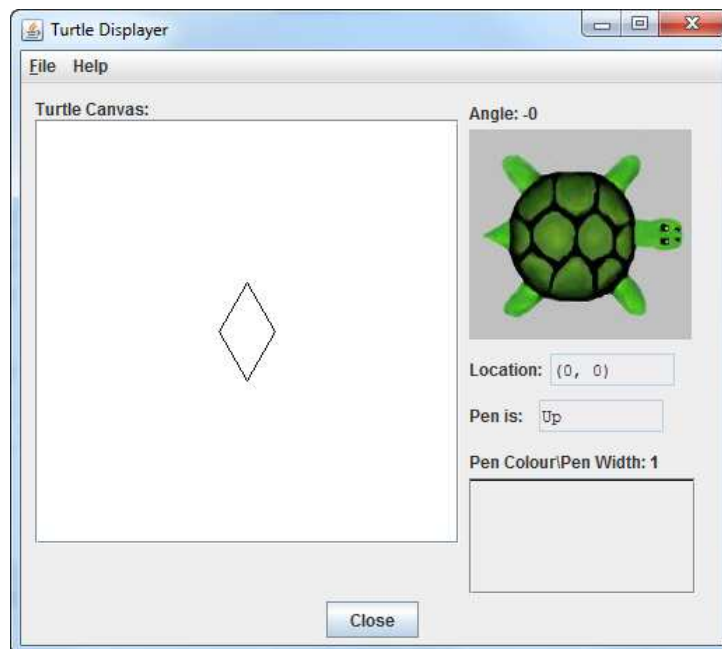 Turtle Displayer
File Help
Turtle Canvas:
Angle: -0
Location: (0, 0)
Pen is: Up
Pen Colour\Pen Width: 1
Close